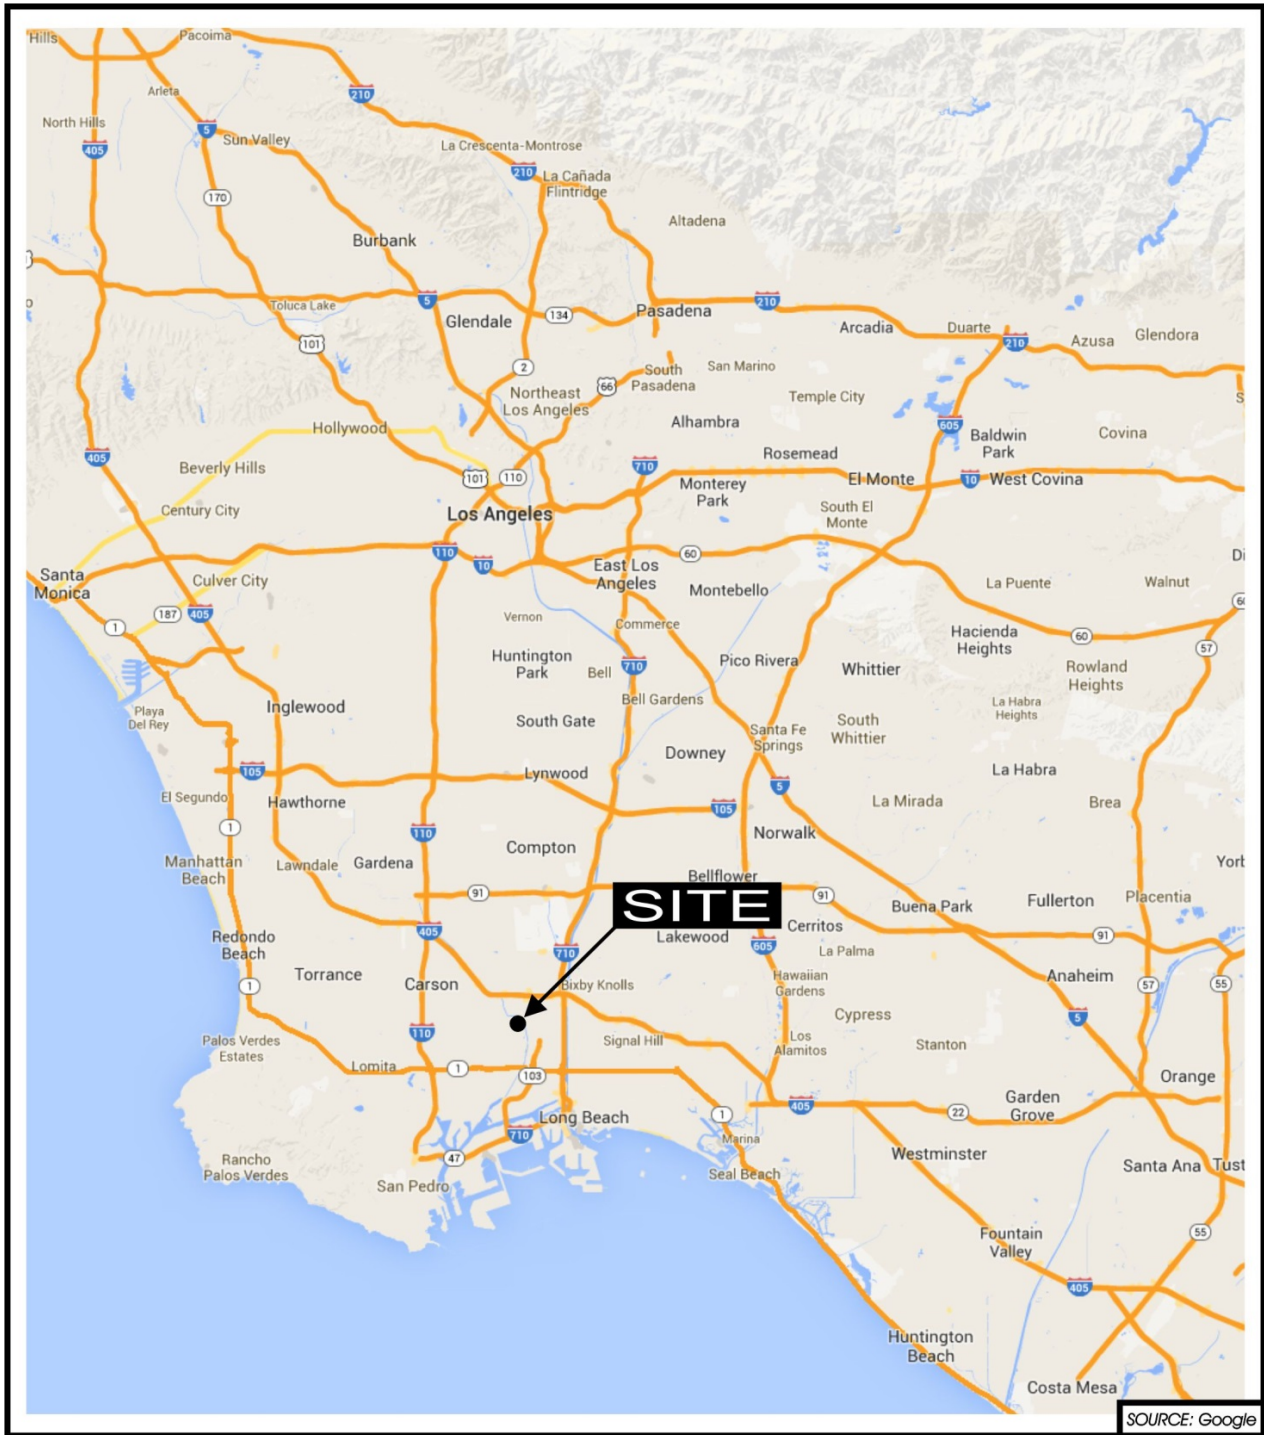 Hills
Pacoima
Arleta
210
North Hills
5
Sun Valley
405
La Crescenta-Montrose
210
La Cañada
Flintridge
170
Altadena
Burbank
5
Toluca Lake
Glendale
134
Pasadena
210
Arcadia
Duarte
210
Azusa
Glendora
101
2
66
South
Pasadena
San Marino
Northeast
Los Angeles
Temple City
Alhambra
605
Baldwin
Park
Covina
Hollywood
405
Beverly Hills
101
110
710
Rosemead
Monterey
Park
El Monte
10
West Covina
Century City
Los Angeles
South El
Monte
110
10
60
East Los
Angeles
Montebello
Santa
Monica
Culver City
La Puente
Walnut
Di
60
187
405
1
Vernon
Commerce
Hacienda
Heights
60
57
Huntington
Park
Bell
710
Pico Rivera
Whittier
Rowland
Heights
Playa
Del Rey
Inglewood
Bell Gardens
La Habra
Heights
South Gate
Santa Fe
Springs
South
Whittier
Downey
105
Lynwood
La Habra
El Segundo
Hawthorne
5
105
La Mirada
Brea
1
110
Norwalk
Compton
Manhattan
Beach
Lawndale
Gardena
Bellflower
Yorb
91
SITE
91
Buena Park
Fullerton
Placentia
405
Redondo
Beach
Lakewood
605
Cerritos
91
710
La Palma
Torrance
Carson
Bixby Knolls
Hawaiian
Gardens
Anaheim
1
57
55
110
Cypress
5
Palos Verdes
Estates
Signal Hill
Los
Alamitos
Stanton
Lomita
1
103
Orange
Long Beach
1
405
22
Garden
Grove
710
Marina
47
Westminster
Rancho
Palos Verdes
San Pedro
Seal Beach
Santa Ana
Tust
Fountain
Valley
55
405
Huntington
Beach
Costa Mesa
SOURCE: Google